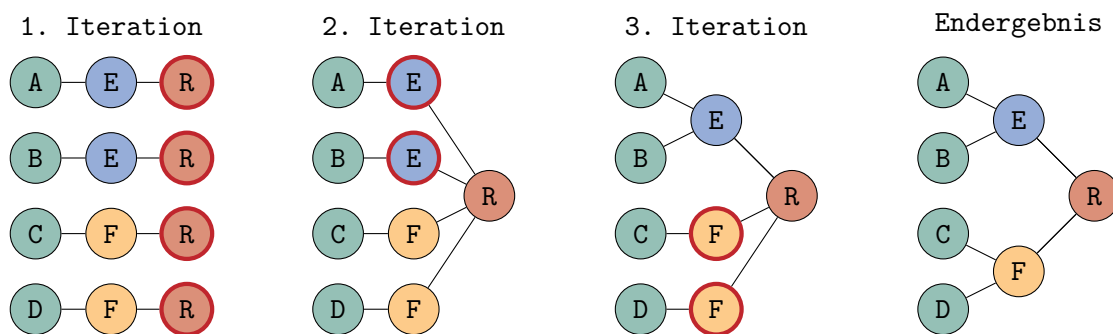 1. Iteration
A E R
B E R
C F R
D F R
2. Iteration
A E
B E
R
C F
D F
3. Iteration
A
E
B
R
C F
D F
Endergebnis
A
E
B
R
C
F
D